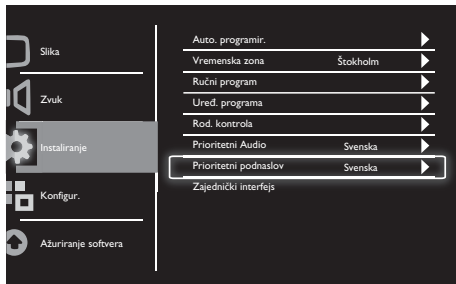 Slika
Zvuk
Instaliranje
Konfigur.
Ažuriranje softvera
Auto. programir.
Vremenska zona Štokholm
Ručni program
Uređ. programa
Rod. kontrola
Prioritetni Audio Svenska
Prioritetni podnaslov Svenska
Zajednički interfejs